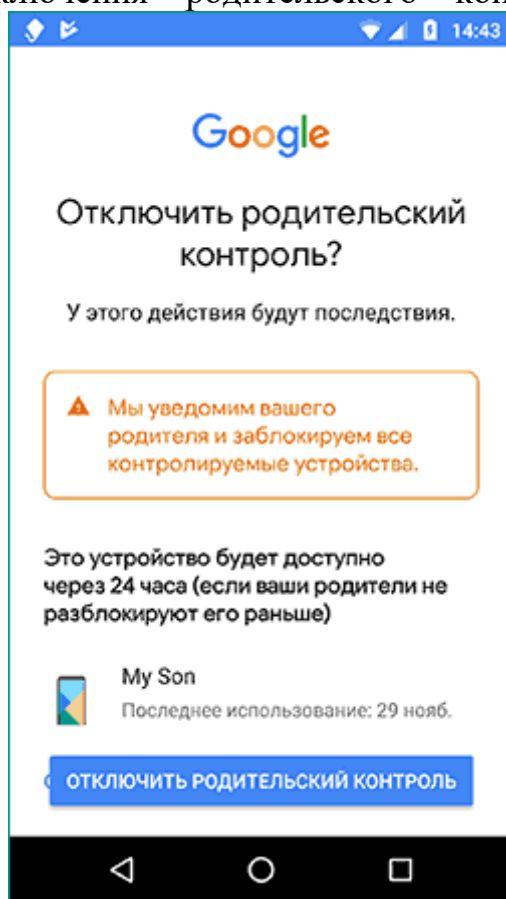 родительского
14:43
Google
Отключить родительский
контроль?
У этого действия будут последствия.
Мы уведомим вашего
родителя и заблокируем все
контролируемые устройства.
Это устройство будет доступно
через 24 часа (если ваши родители не
разблокируют его раньше)
My Son
Последнее использование: 29 нояб.
ОТКЛЮЧИТЬ РОДИТЕЛЬСКИЙ КОНТРОЛЬ